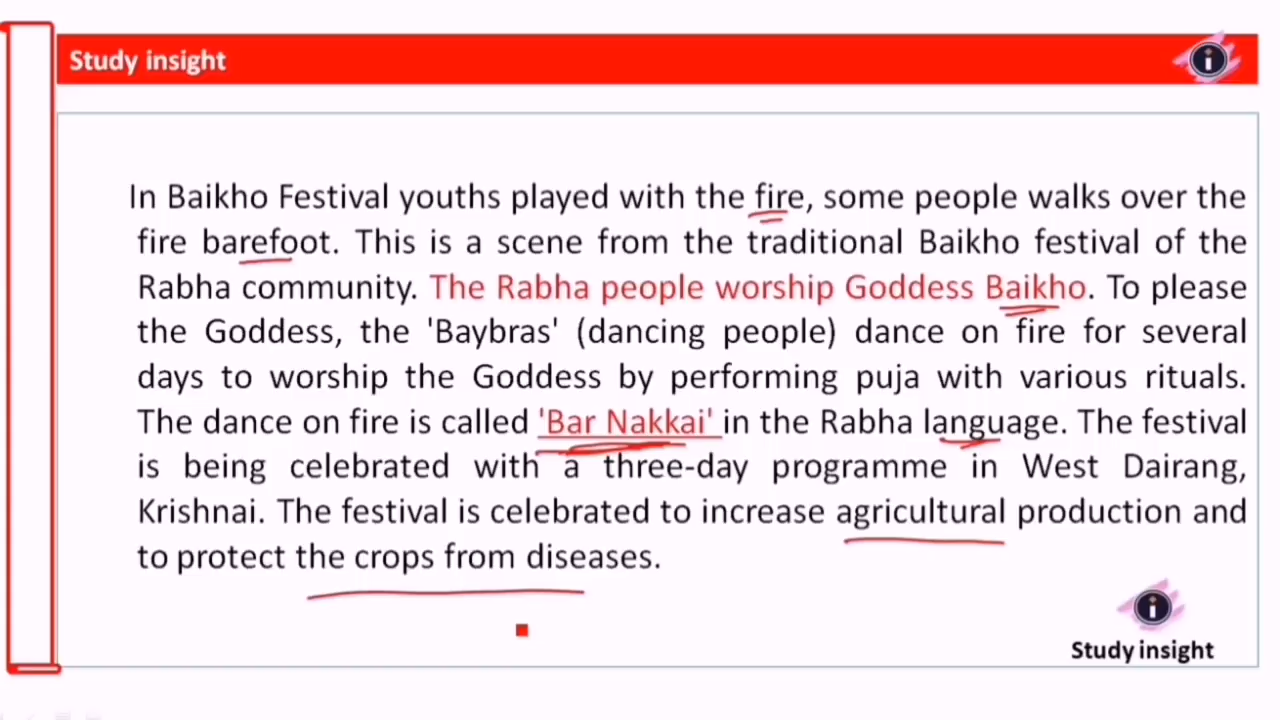 Study insight
In Baikho Festival youths played with the fire, some people walks over the
fire barefoot. This is a scene from the traditional Baikho festival of the
Rabha community. The Rabha people worship Goddess Baikho. To please
the Goddess, the 'Baybras' (dancing people) dance on fire for several
days to worship the Goddess by performing puja with various rituals.
The dance on fire is called 'Bar Nakkai' in the Rabha language. The festival
is being celebrated with a three-day programme in West Dairang,
Krishnai. The festival is celebrated to increase agricultural production and
to protect the crops from diseases.
Study insight